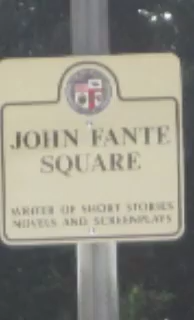 JOHN FANTE
SQUARE
WRITER OF SHORT STORIES
NOVELS AND SCREENPLAYS